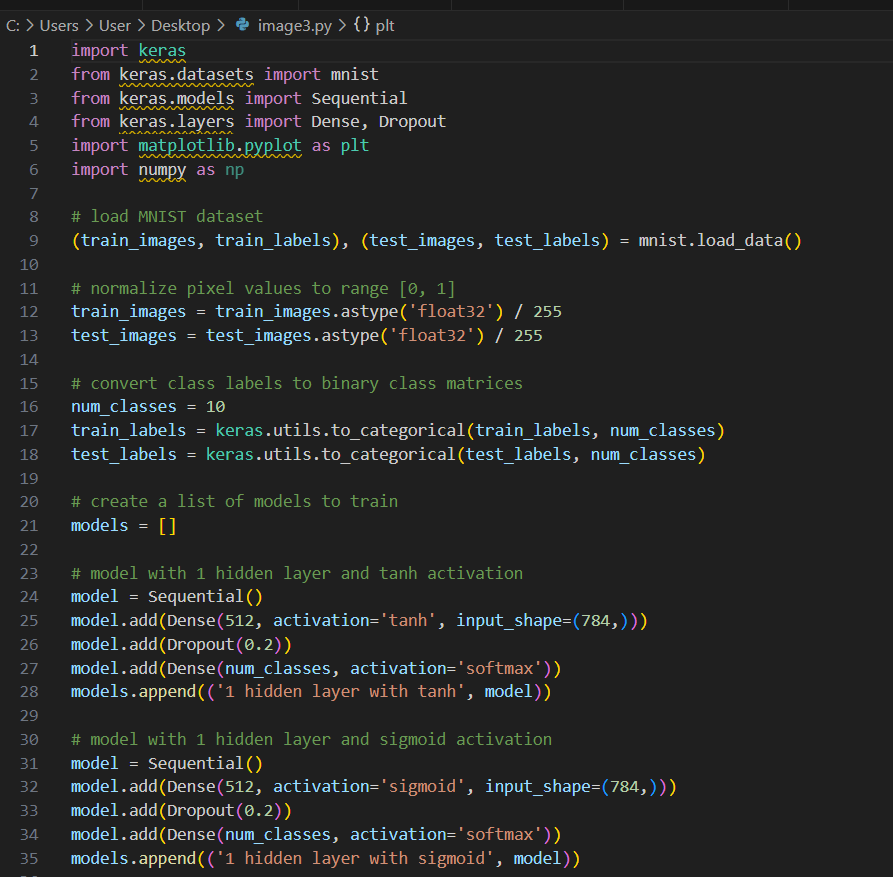 C: > Users > User > Desktop > image3.py > {} plt
1 import keras
2 from keras.datasets import mnist
3 from keras.models import Sequential
4 from keras.layers import Dense, Dropout
5 import matplotlib.pyplot as plt
6 import numpy as np
7
8 # load MNIST dataset
9 (train_images, train_labels), (test_images, test_labels) = mnist.load_data()
10
11 # normalize pixel values to range [0, 1]
12 train_images = train_images.astype('float32') / 255
13 test_images = test_images.astype('float32') / 255
14
15 # convert class labels to binary class matrices
16 num_classes = 10
17 train_labels = keras.utils.to_categorical(train_labels, num_classes)
18 test_labels = keras.utils.to_categorical(test_labels, num_classes)
19
20 # create a list of models to train
21 models = []
22
23 # model with 1 hidden layer and tanh activation
24 model = Sequential()
25 model.add(Dense(512, activation='tanh', input_shape=(784,)))
26 model.add(Dropout(0.2))
27 model.add(Dense(num_classes, activation='softmax'))
28 models.append(('1 hidden layer with tanh', model))
29
30 # model with 1 hidden layer and sigmoid activation
31 model = Sequential()
32 model.add(Dense(512, activation='sigmoid', input_shape=(784,)))
33 model.add(Dropout(0.2))
34 model.add(Dense(num_classes, activation='softmax'))
35 models.append(('1 hidden layer with sigmoid', model))